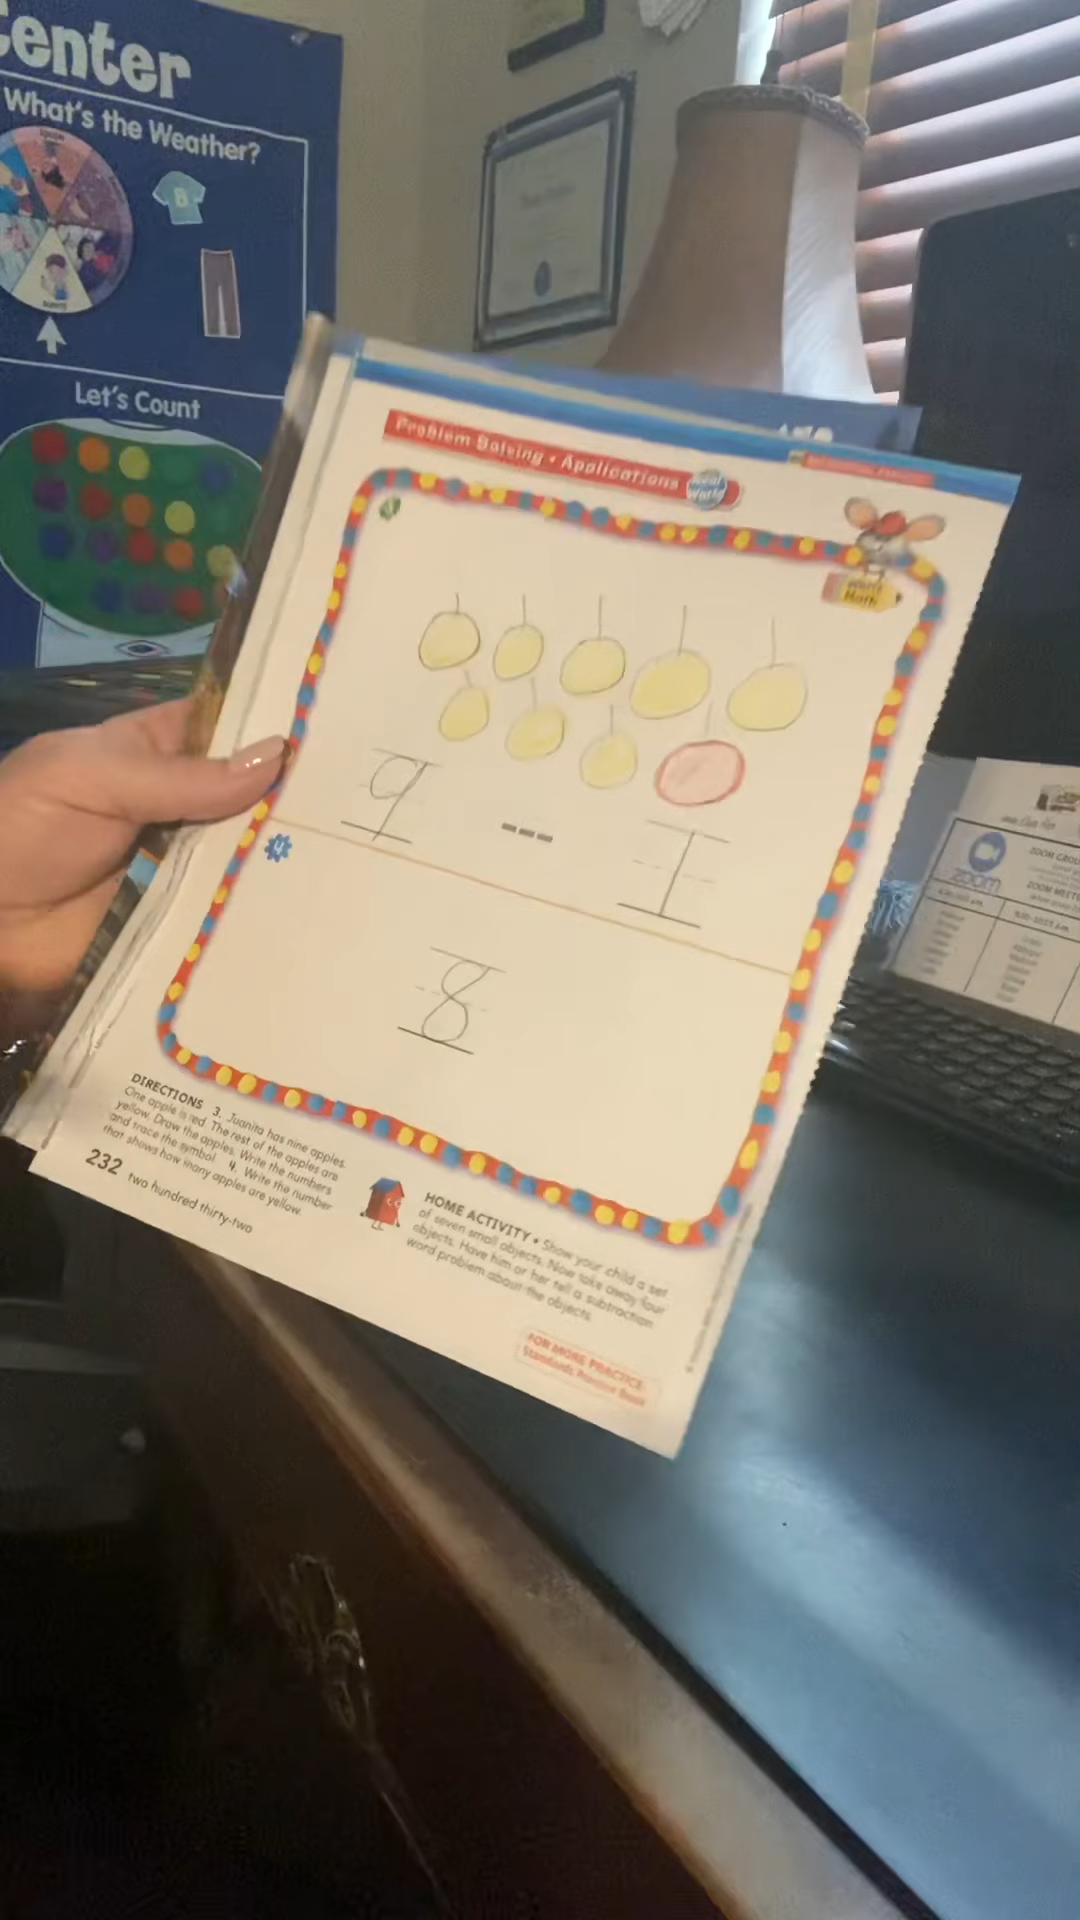 Center
What's the Weather?
B
Let's Count
Problem Solving • Applications
Real
World
Write
Math
9 --- 1
4
8
DIRECTIONS 3. Juanita has nine apples.
One apple is red. The rest of the apples are
yellow. Draw the apples. Write the numbers
and trace the symbol. 4. Write the number
that shows how many apples are yellow.
232 two hundred thirty-two
HOME ACTIVITY • Show your child a set
of seven small objects. Now take away four
objects. Have him or her tell a subtraction
word problem about the objects.
FOR MORE PRACTICE:
Standards Practice Book
zoom
ZOOM
ZOOM